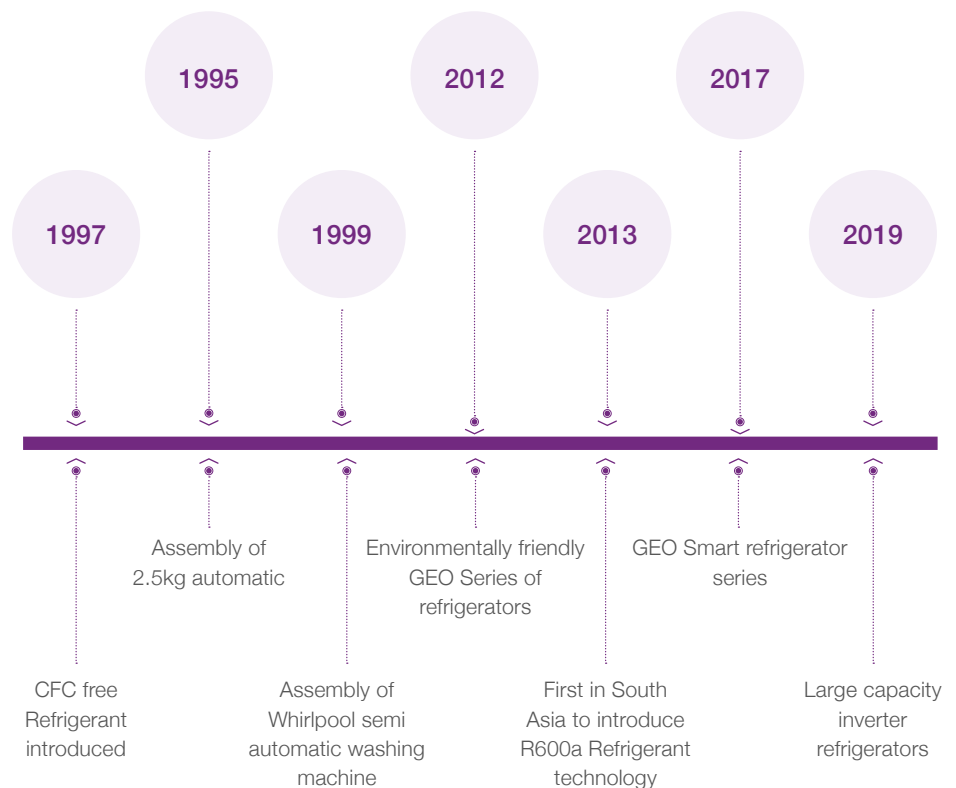 1995
2012
2017
1997
1999
2013
2019
Assembly of
2.5kg automatic
Environmentally friendly
GEO Series of
refrigerators
GEO Smart refrigerator
series
CFC free
Refrigerant
introduced
Assembly of
Whirlpool semi
automatic washing
machine
First in South
Asia to introduce
R600a Refrigerant
technology
Large capacity
inverter
refrigerators